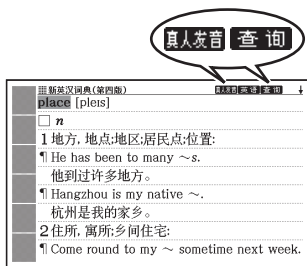 真人发音 查询
新英汉词典(第四版) 真人发音 英语 查询 ↓
place [pleɪs]
□ n
1地方, 地点;地区;居民点;位置:
¶ He has been to many ～s.
他到过许多地方。
¶ Hangzhou is my native ～.
杭州是我的家乡。
2住所, 寓所;乡间住宅:
¶ Come round to my ～ sometime next week.